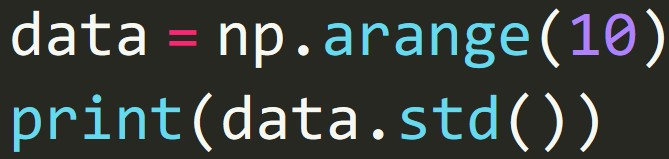 data = np.arange(10)
print(data.std())